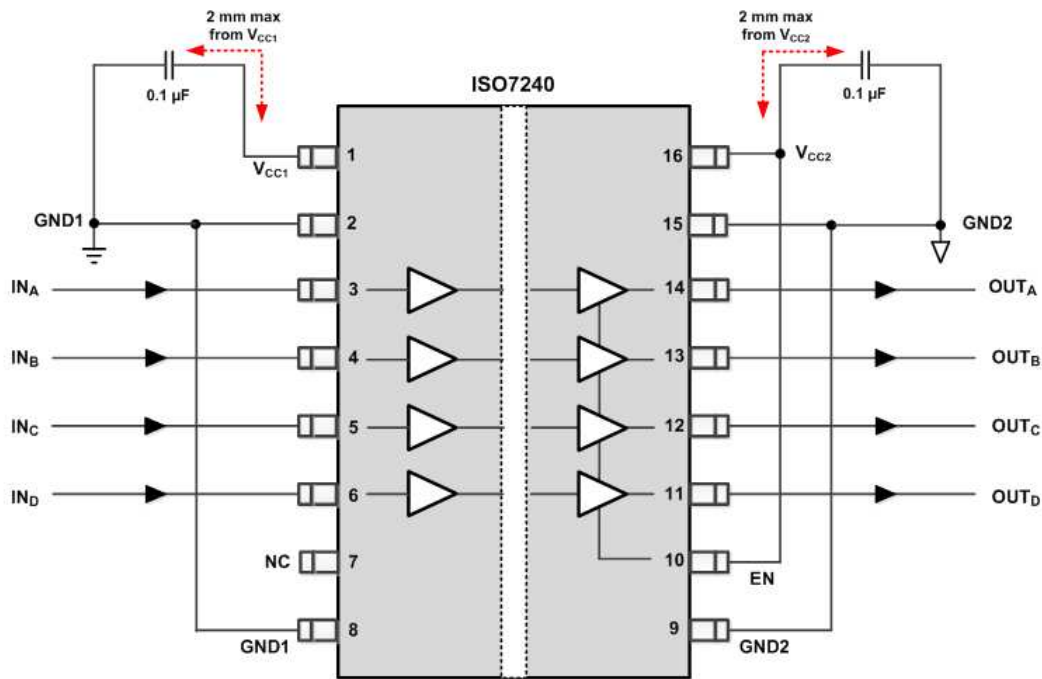 2 mm max
from VCC1
2 mm max
from VCC2
0.1 µF
0.1 µF
ISO7240
VCC1
1
16
VCC2
GND1
2
15
GND2
INA
3
14
OUTA
INB
4
13
OUTB
INC
5
12
OUTC
IND
6
11
OUTD
NC
7
10
EN
GND1
8
9
GND2